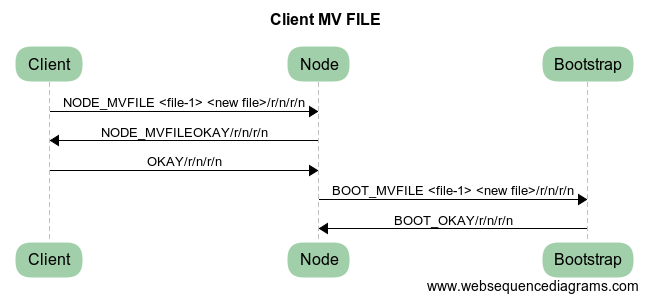 Client MV FILE
Client Node Bootstrap
NODE_MVFILE <file-1> <new file>/r/n/r/n
NODE_MVFILEOKAY/r/n/r/n
OKAY/r/n/r/n
BOOT_MVFILE <file-1> <new file>/r/n/r/n
BOOT_OKAY/r/n/r/n
Client Node Bootstrap
www.websequencediagrams.com